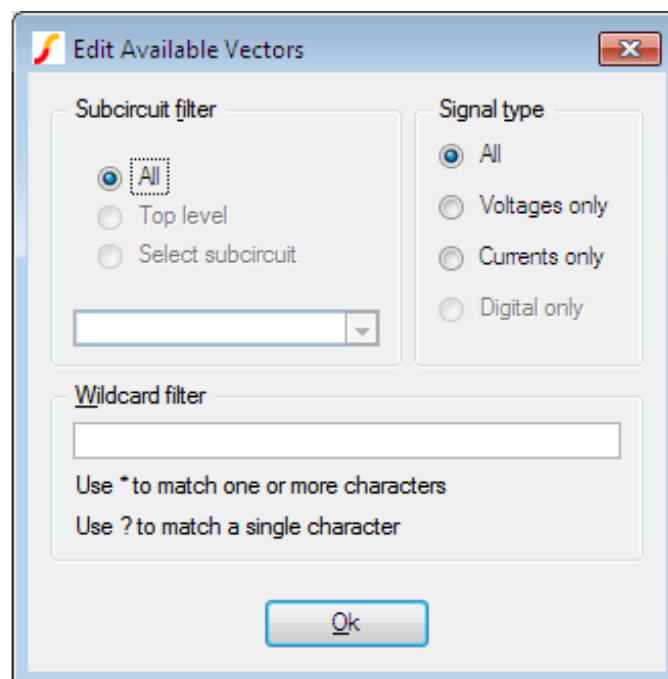 Edit Available Vectors
Subcircuit filter
All
Top level
Select subcircuit
Signal type
All
Voltages only
Currents only
Digital only
Wildcard filter
Use * to match one or more characters
Use ? to match a single character
Ok